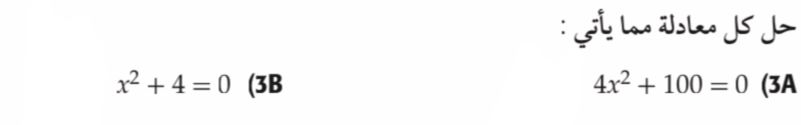 حل كل معادلة مما يأتي :
3A) 4x² + 100 = 0 3B) x² + 4 = 0